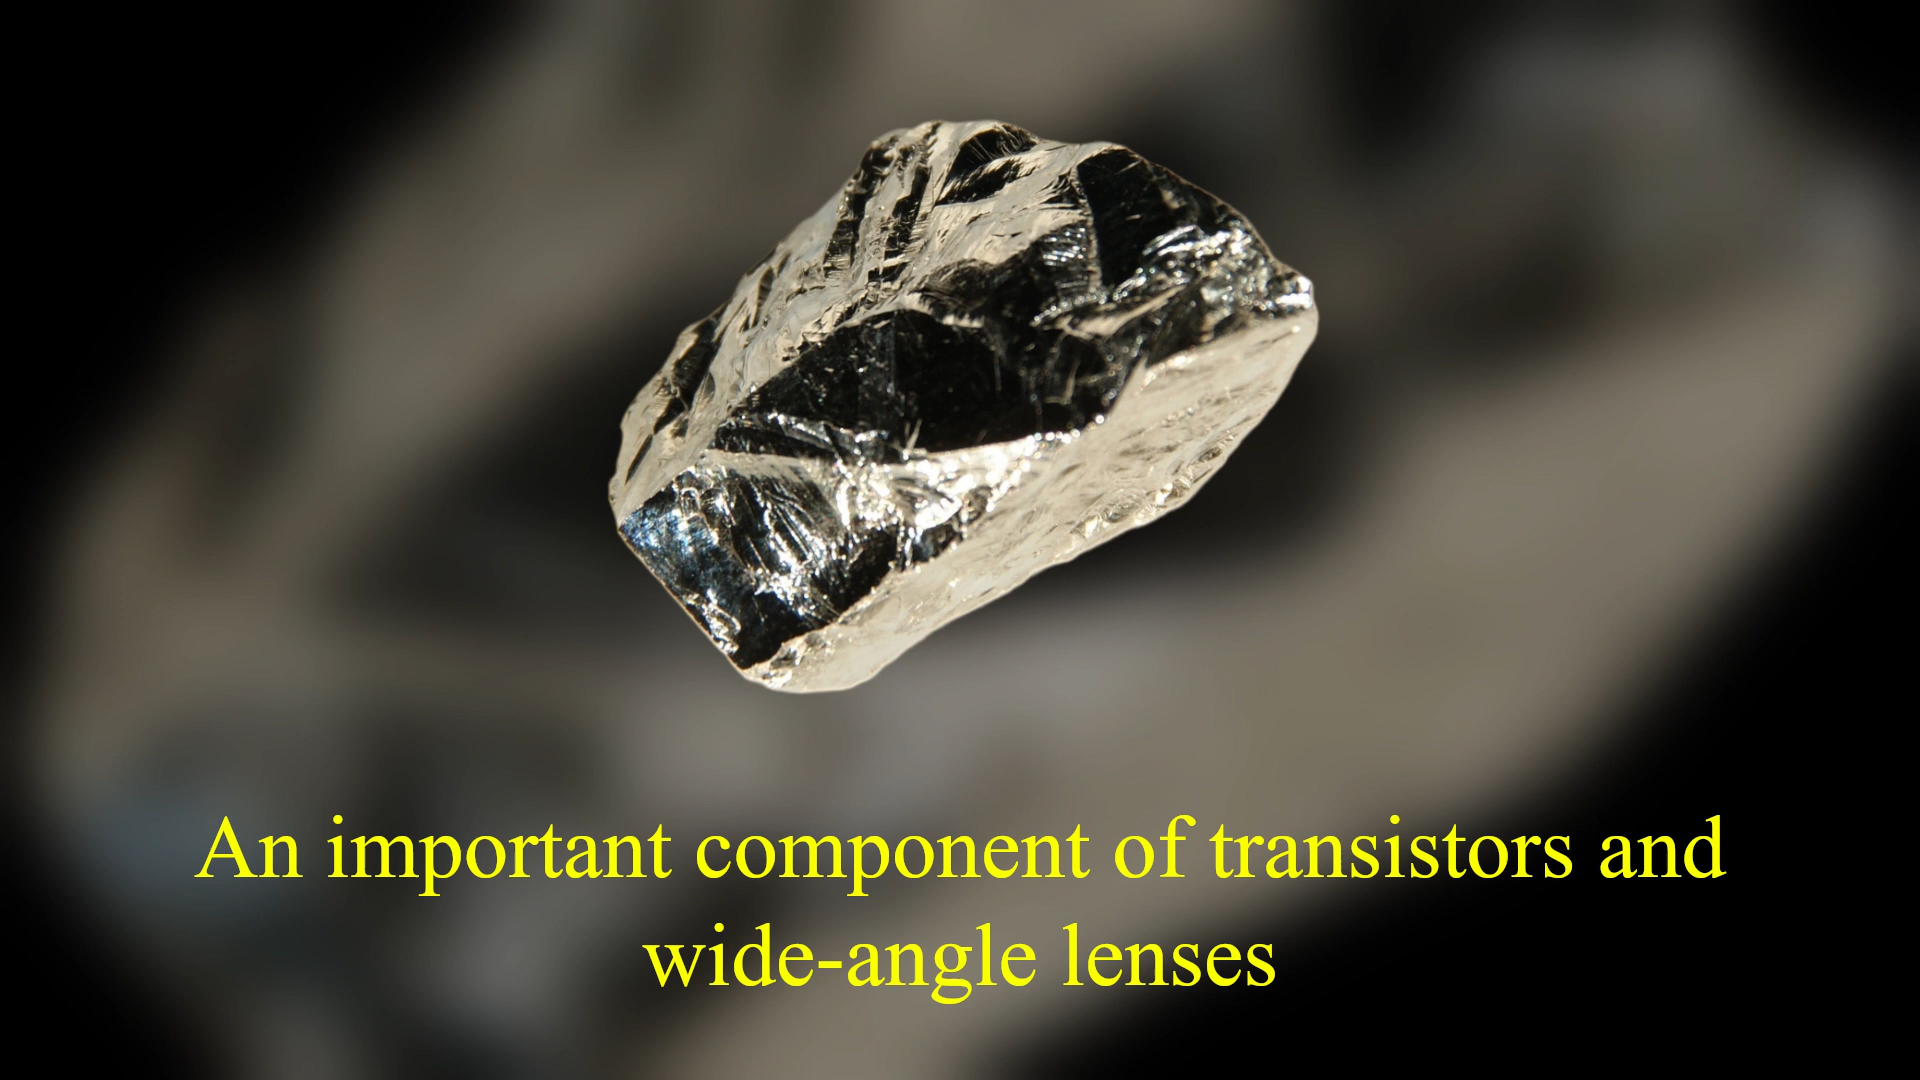 An important component of transistors and
wide-angle lenses